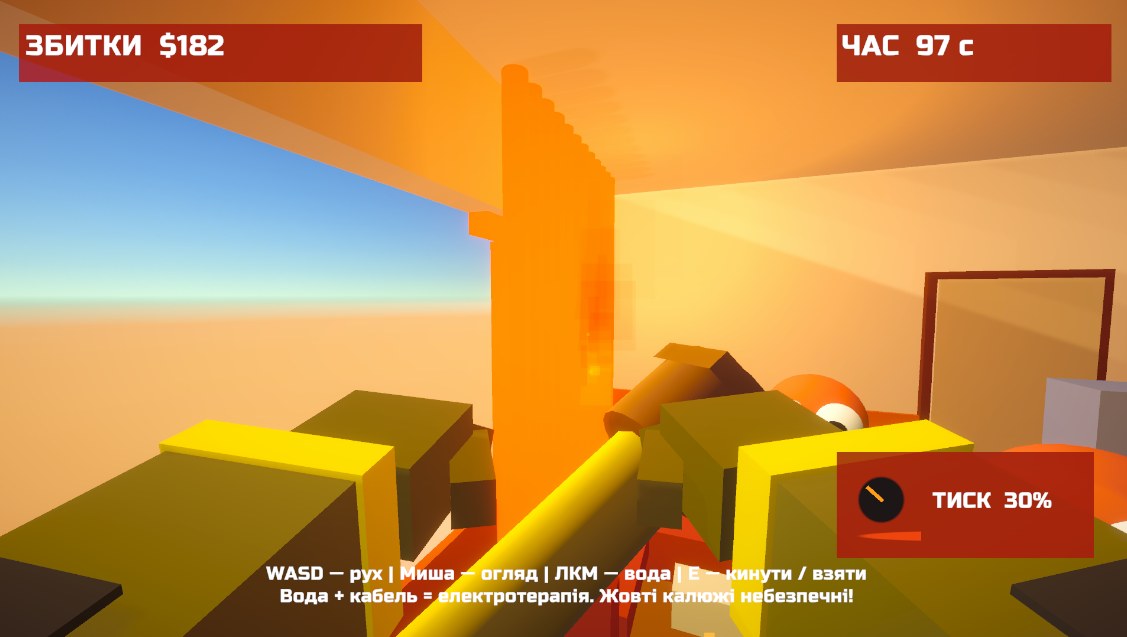 ЗБИТКИ $182
ЧАС 97 с
ТИСК 30%
WASD — рух | Миша — огляд | ЛКМ — вода | E — кинути / взяти
Вода + кабель = електротерапія. Жовті калюжі небезпечні!